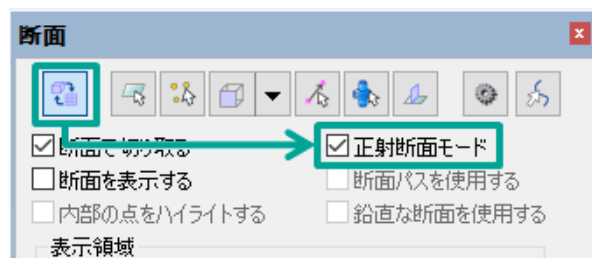 断面
断面で切り取る
正射断面モード
断面を表示する
断面パスを使用する
内部の点をハイライトする
鉛直な断面を使用する
表示領域